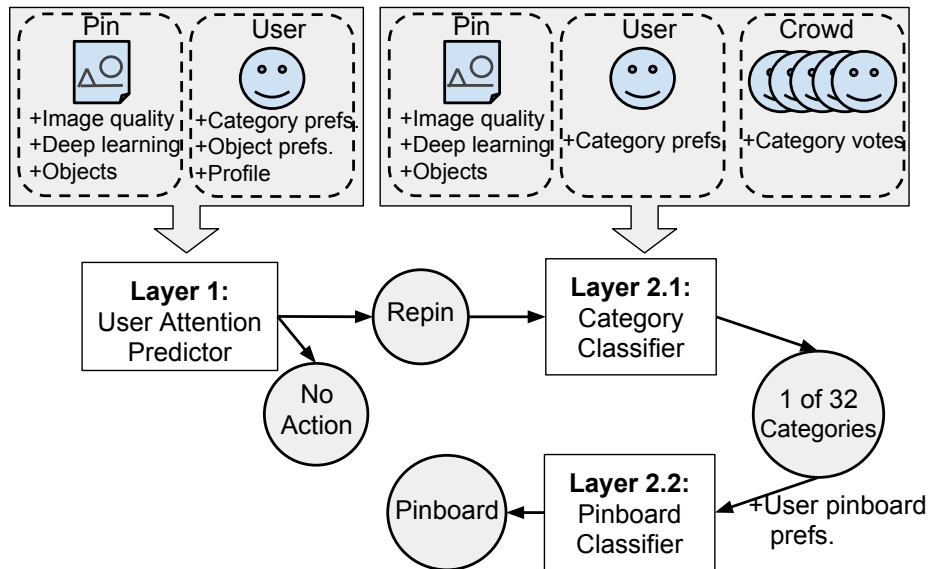 Pin
+Image quality
+Deep learning
+Objects
User
+Category prefs.
+Object prefs.
+Profile
Pin
+Image quality
+Deep learning
+Objects
User
+Category prefs.
Crowd
+Category votes
Layer 1:
User Attention
Predictor
Repin
No
Action
Layer 2.1:
Category
Classifier
1 of 32
Categories
+User pinboard
prefs.
Layer 2.2:
Pinboard
Classifier
Pinboard